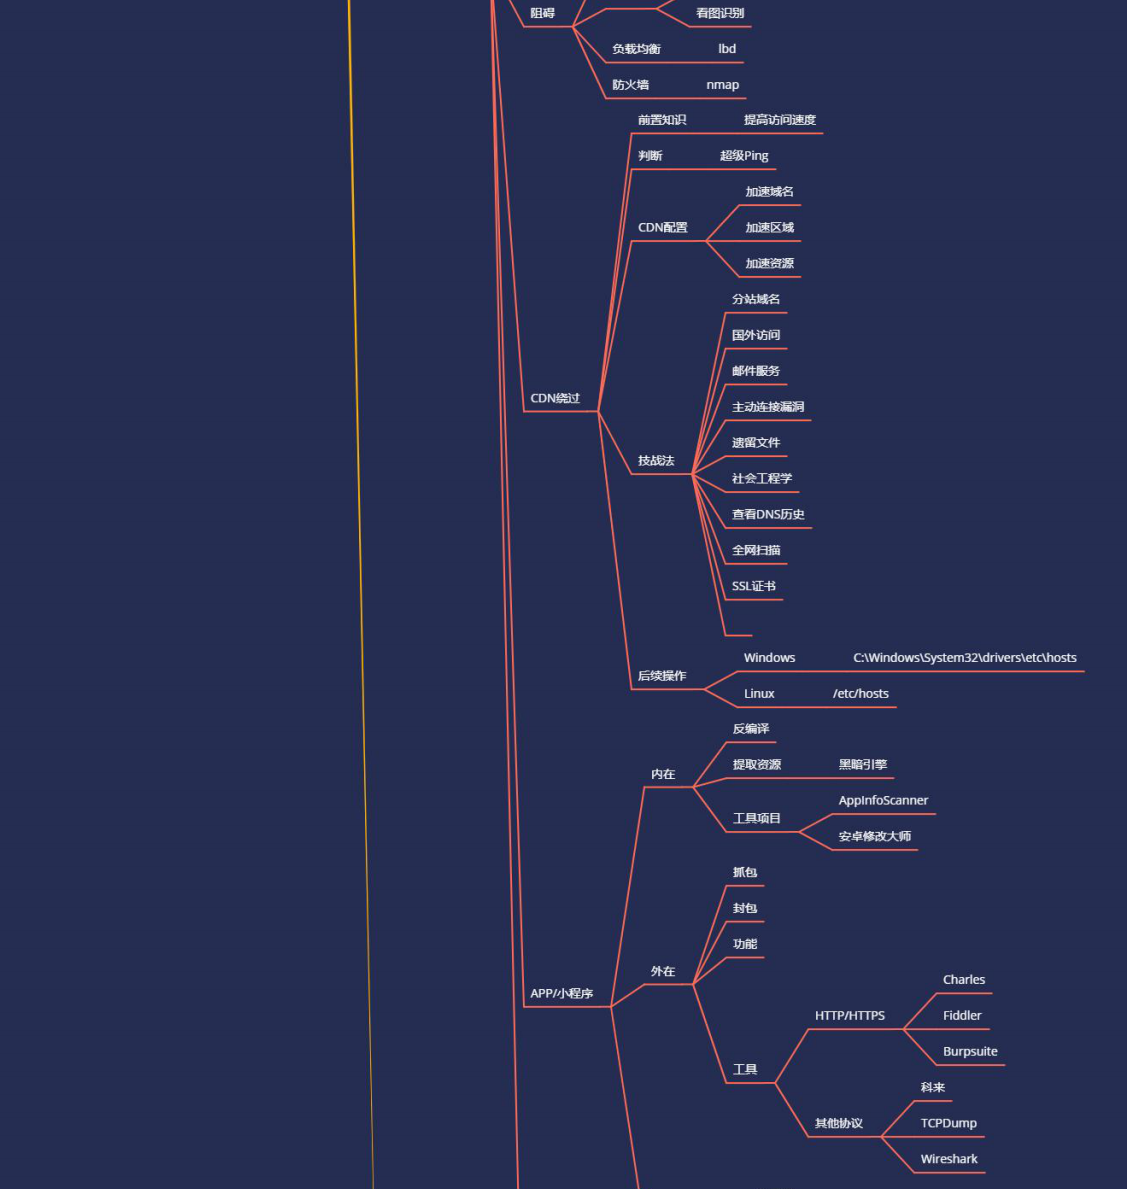 阻碍
看图识别
负载均衡 lbd
防火墙 nmap
前置知识 提高访问速度
判断 超级Ping
加速域名
CDN配置
加速区域
加速资源
分站域名
国外访问
邮件服务
CDN绕过
主动连接漏洞
遗留文件
技战法
社会工程学
查看DNS历史
全网扫描
SSL证书
Windows C:\Windows\System32\drivers\etc\hosts
后续操作
Linux /etc/hosts
反编译
提取资源 黑暗引擎
内在
AppInfoScanner
工具项目
安卓修改大师
抓包
封包
功能
外在
APP/小程序
Charles
HTTP/HTTPS
Fiddler
Burpsuite
工具
科来
其他协议
TCPDump
Wireshark